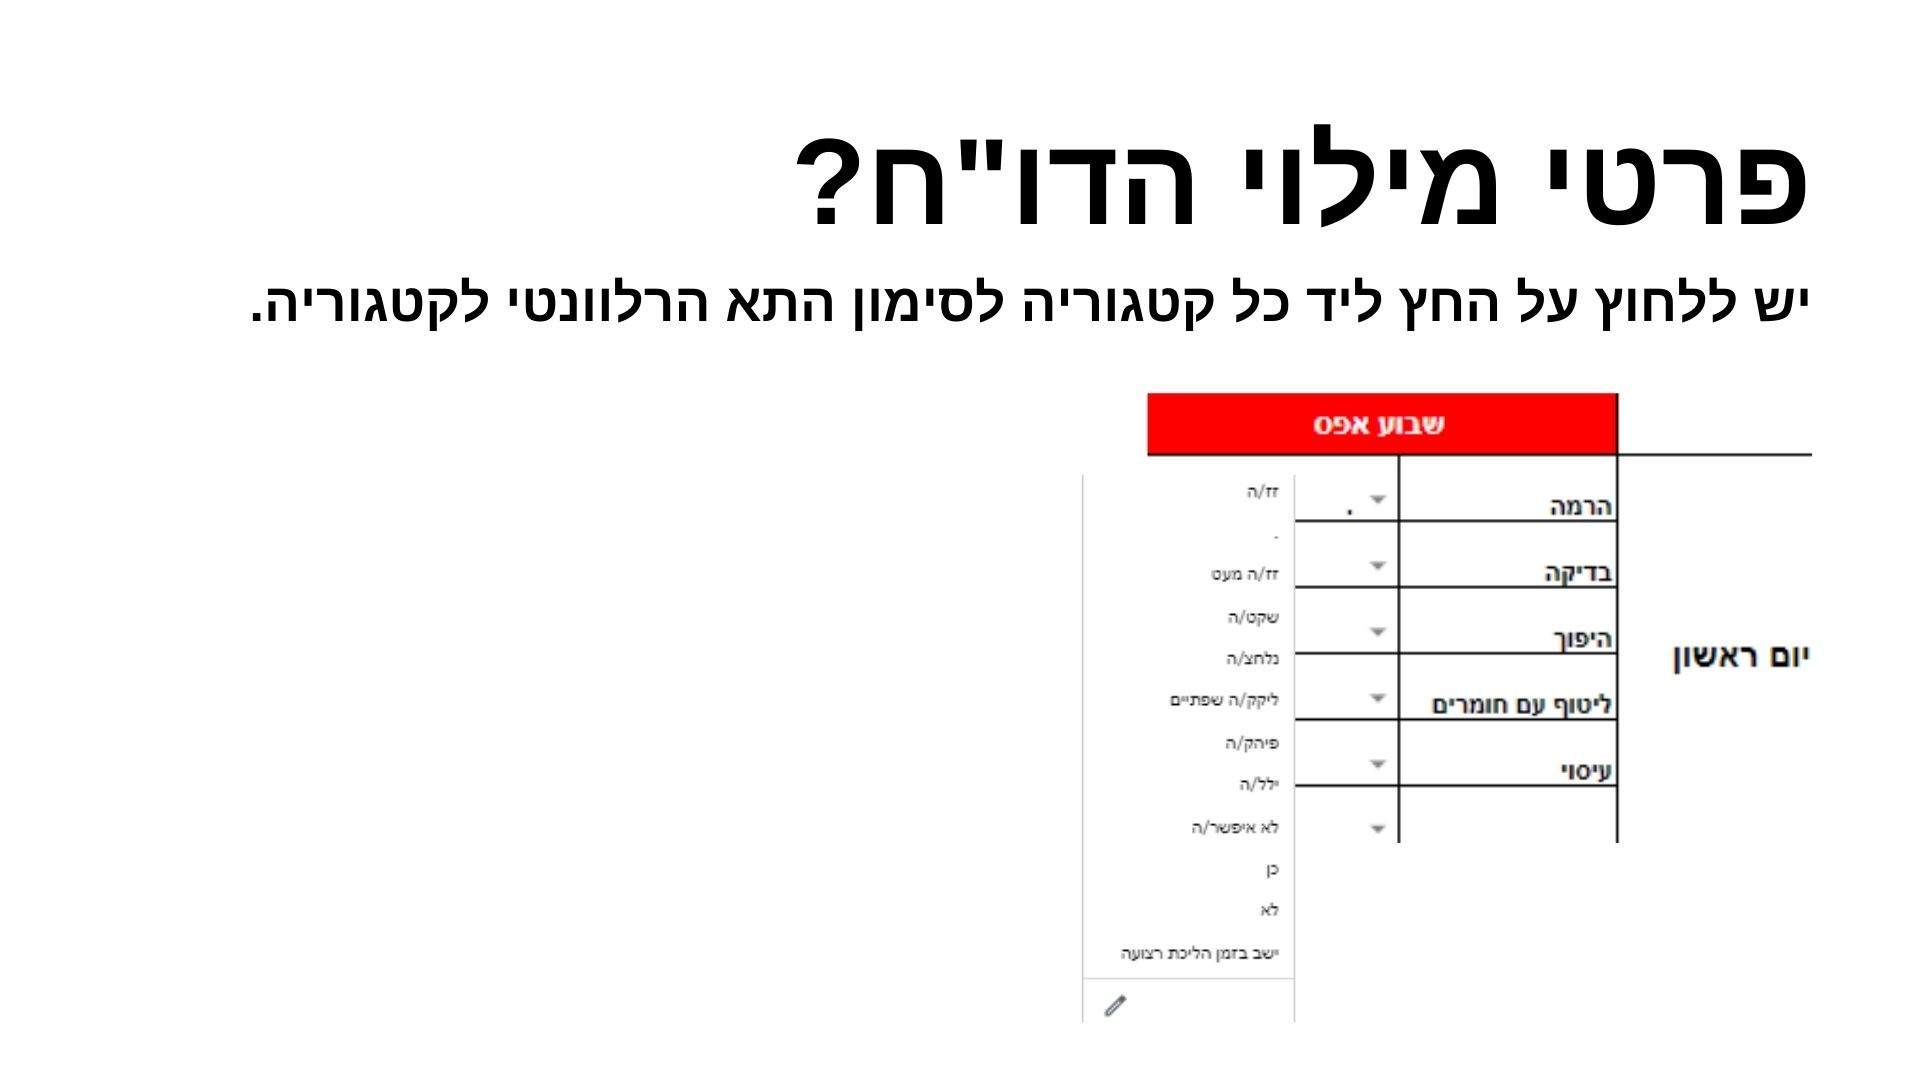 פרטי מילוי הדו"ח?
יש ללחוץ על החץ ליד כל קטגוריה לסימון התא הרלוונטי לקטגוריה.
שבוע אפס
יום ראשון
הרמה .
בדיקה
היפוך
ליטוף עם חומרים
עיסוי
זז/ה
.
זז/ה מעט
שקט/ה
נלחצ/ה
ליקק/ה שפתיים
פיהק/ה
ילל/ה
לא איפשר/ה
כן
לא
ישב בזמן הליכת רצועה